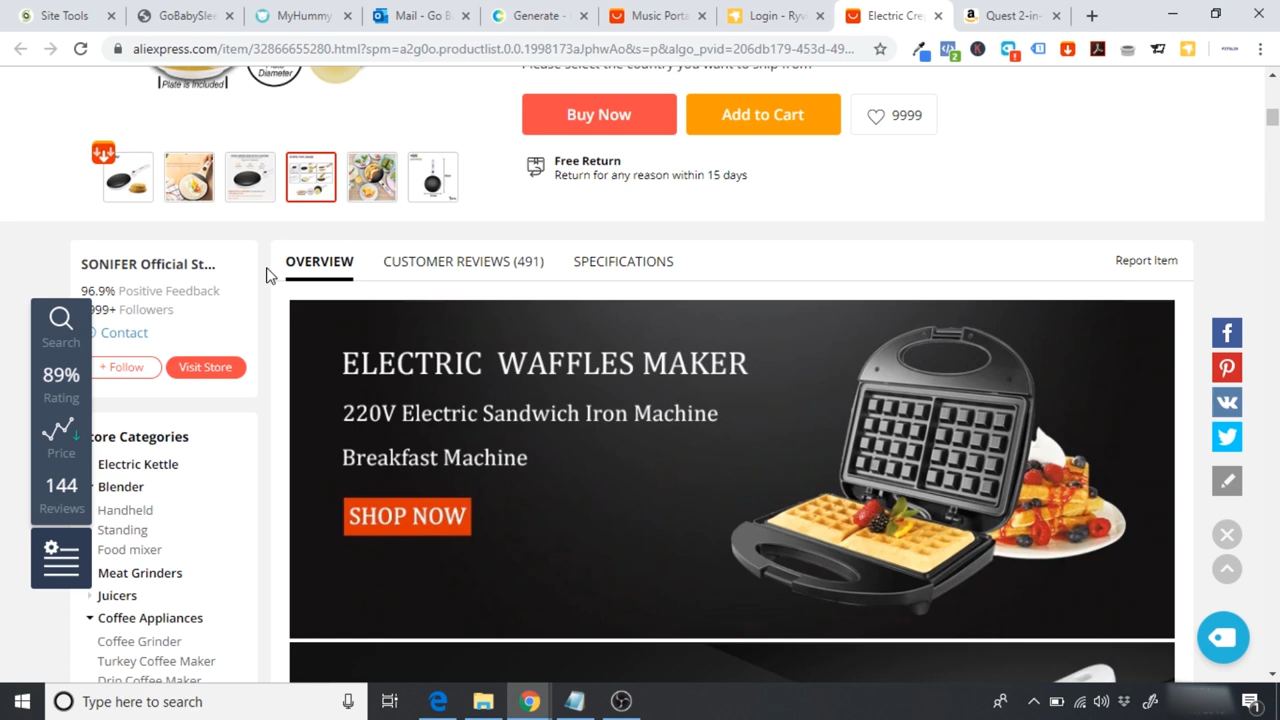 Site Tools
GoBabySle
MyHummy
Mail - Go B
Generate -
Music Porta
Login - Ryv
Electric Cre
Quest 2-in-
aliexpress.com/item/32866655280.html?spm=a2g0o.productlist.0.0.1998173aJphwAo&s=p&algo_pvid=206db179-453d-49...
Diameter
Plate is Included
Please select the country you want to ship from
Buy Now
Add to Cart
9999
Free Return
Return for any reason within 15 days
SONIFER Official St...
96.9% Positive Feedback
999+ Followers
Contact
+ Follow
Visit Store
Search
89%
Rating
Price
144
Reviews
OVERVIEW
CUSTOMER REVIEWS (491)
SPECIFICATIONS
Report Item
ELECTRIC WAFFLES MAKER
220V Electric Sandwich Iron Machine
Breakfast Machine
SHOP NOW
tore Categories
Electric Kettle
Blender
Handheld
Standing
Food mixer
Meat Grinders
Juicers
Coffee Appliances
Coffee Grinder
Turkey Coffee Maker
Drip Coffee Maker
Type here to search